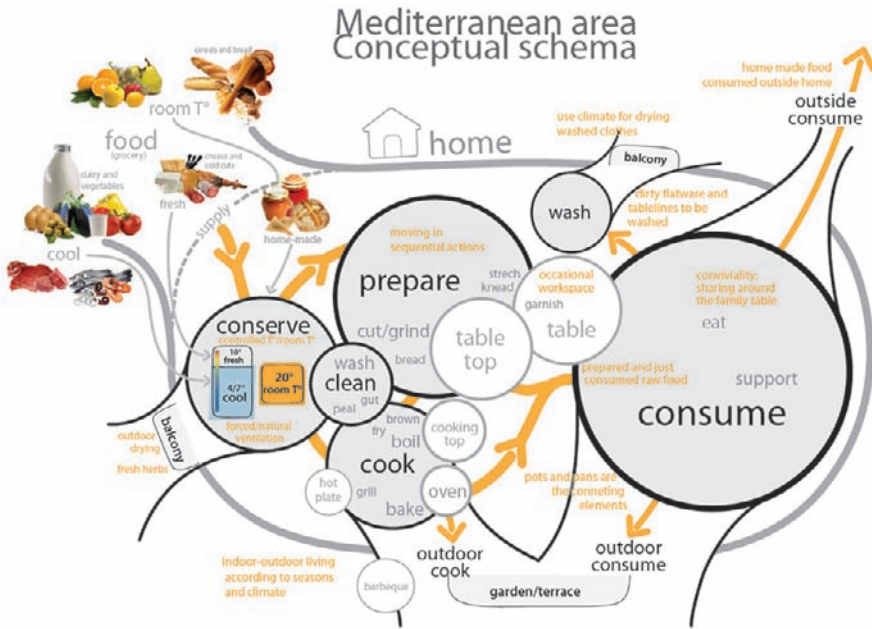 Mediterranean area
Conceptual schema
cereals and bread
room T°
food
(grocery)
dairy and
vegetables
cheese and
cold cuts
fresh
supply
home-made
cool
home
use climate for drying
washed clothes
balcony
home made food
consumed outside home
outside
consume
wash
dirty flatware and
tablelines to be
washed
moving in
sequential actions
prepare
strech
knead
cut/grind
bread
occasional
workspace
garnish
table
table
top
conviviality:
sharing around
the family table
eat
support
consume
prepared and just
consumed raw food
conserve
controlled T°/room T°
10°
fresh
4/7°
cool
20°
room T°
forced/natural
ventilation
wash
clean
peal
gut
brown
fry
boil
cook
grill
bake
cooking
top
hot
plate
oven
balcony
outdoor
drying
fresh herbs
pots and pans are
the conneting
elements
outdoor
cook
outdoor
consume
garden/terrace
indoor-outdoor living
according to seasons
and climate
barbeque